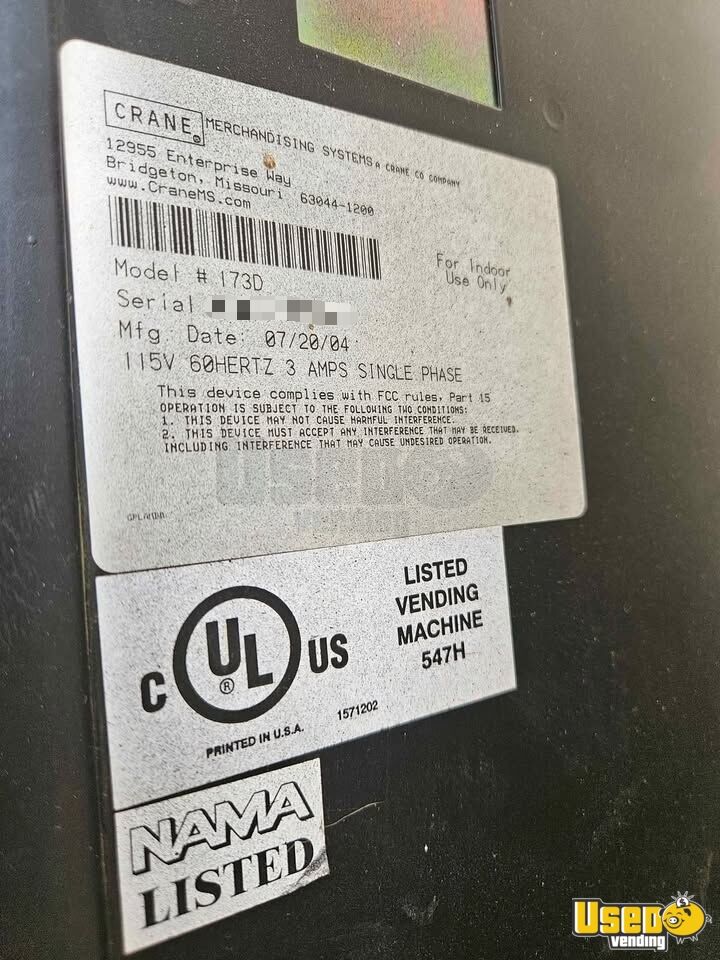 CRANE® MERCHANDISING SYSTEMS A CRANE CO COMPANY
12955 Enterprise Way
Bridgeton, Missouri 63044-1200
www.CraneMS.com
For Indoor
Use Only
Model # 173D
Serial
Mfg. Date: 07/20/04
115V 60HERTZ 3 AMPS SINGLE PHASE
This device complies with FCC rules, Part 15
OPERATION IS SUBJECT TO THE FOLLOWING TWO CONDITIONS:
1. THIS DEVICE MAY NOT CAUSE HARMFUL INTERFERENCE.
2. THIS DEVICE MUST ACCEPT ANY INTERFERENCE THAT MAY BE RECEIVED.
INCLUDING INTERFERENCE THAT MAY CAUSE UNDESIRED OPERATION.
USED
vending
C UL® US
LISTED
VENDING
MACHINE
547H
PRINTED IN U.S.A. 1571202
NAMA
LISTED
Used
vending